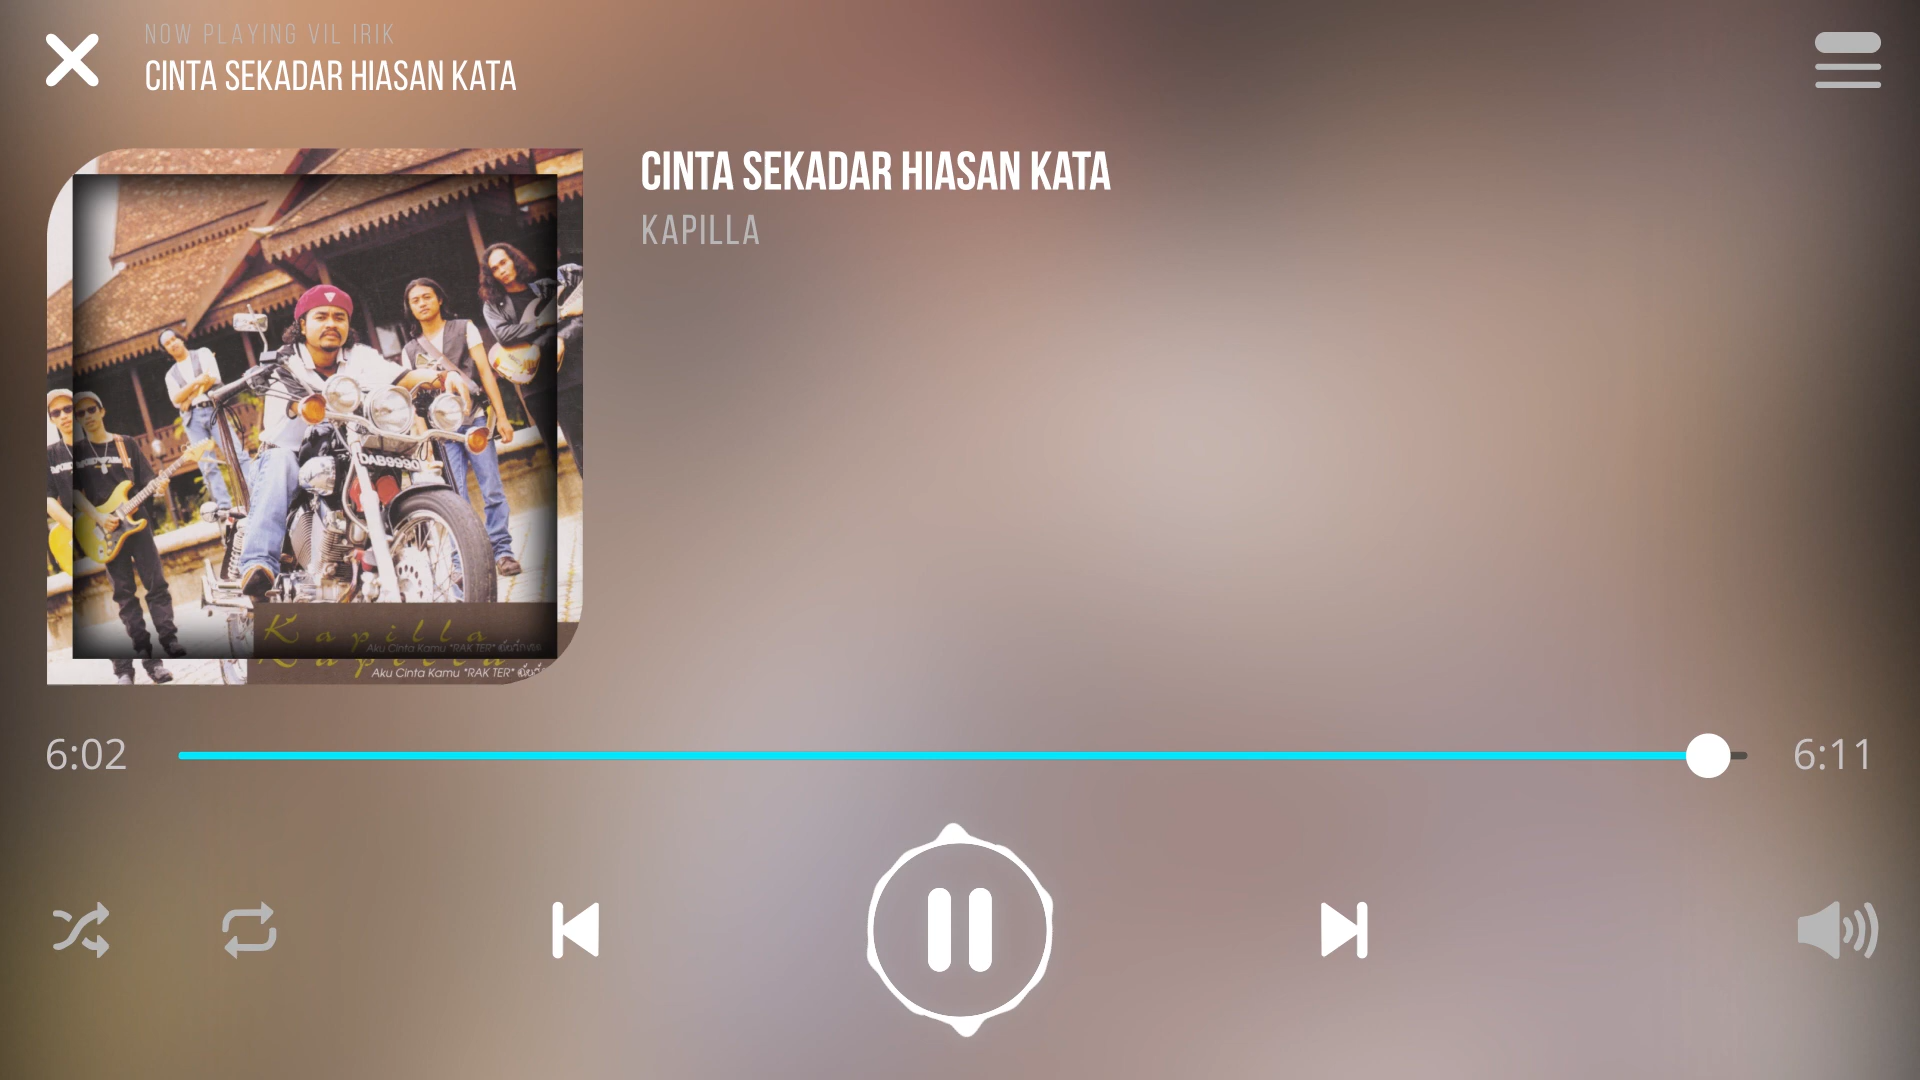 NOW PLAYING VIL IRIK
CINTA SEKADAR HIASAN KATA
CINTA SEKADAR HIASAN KATA
KAPILLA
DAB9990
Kapilla
Aku Cinta Kamu "RAK TER"
Kapilla
Aku Cinta Kamu "RAK TER"
6:02
6:11